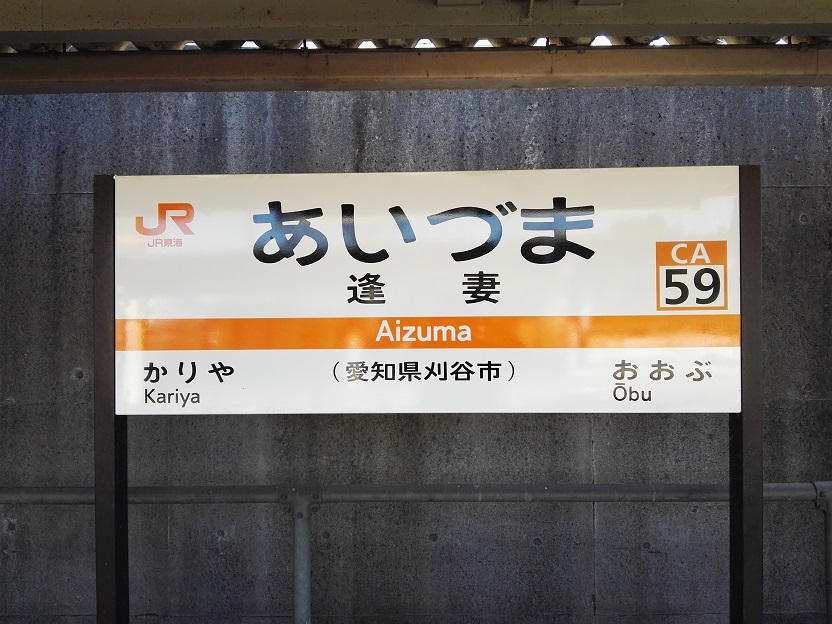 JR
JR東海
あいづま
逢妻
CA
59
Aizuma
かりや
Kariya
（愛知県刈谷市）
おおぶ
Ōbu